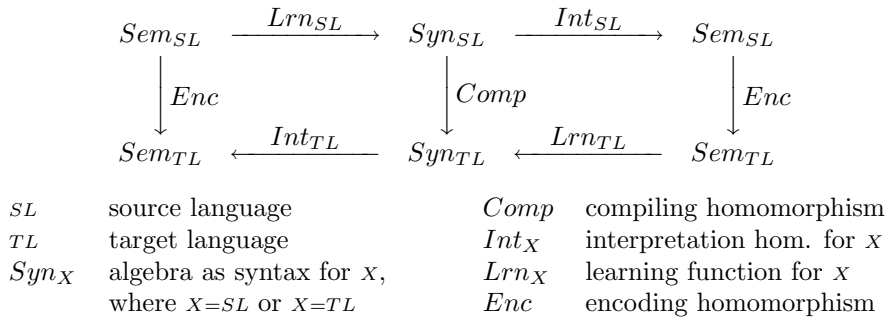 Sem_SL Lrn_SL Syn_SL Int_SL Sem_SL
Enc Comp Enc
Sem_TL Int_TL Syn_TL Lrn_TL Sem_TL
SL source language Comp compiling homomorphism
TL target language Int_X interpretation hom. for X
Syn_X algebra as syntax for X, Lrn_X learning function for X
where X=SL or X=TL Enc encoding homomorphism